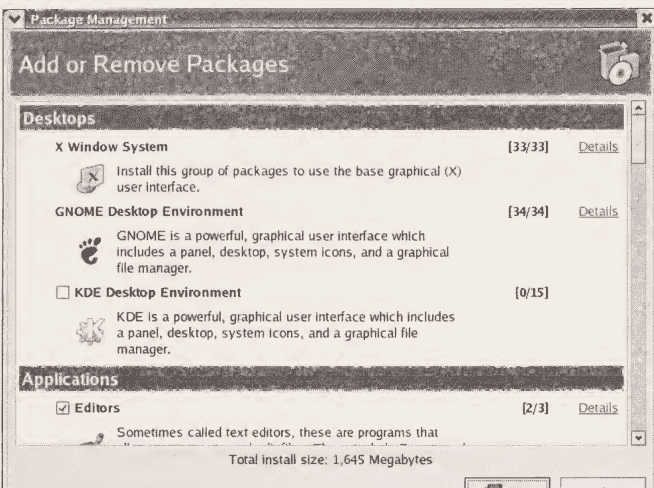 Package Management
Add or Remove Packages
Desktops
X Window System [33/33] Details
Install this group of packages to use the base graphical (X)
user interface.
GNOME Desktop Environment [34/34] Details
GNOME is a powerful, graphical user interface which
includes a panel, desktop, system icons, and a graphical
file manager.
KDE Desktop Environment [0/15]
KDE is a powerful, graphical user interface which includes
a panel, desktop, system icons, and a graphical file
manager.
Applications
Editors [2/3] Details
Sometimes called text editors, these are programs that
Total install size: 1,645 Megabytes